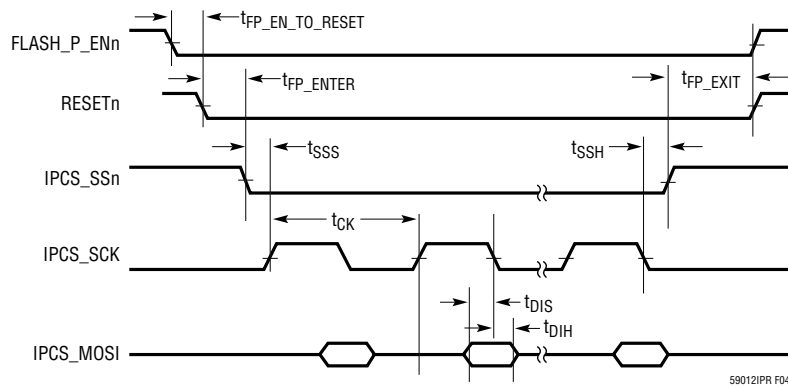 FLASH_P_ENn
tFP_EN_TO_RESET
RESETn
tFP_ENTER
tFP_EXIT
IPCS_SSn
tSSS
tSSH
IPCS_SCK
tCK
IPCS_MOSI
tDIS
tDIH
59012IPR F04